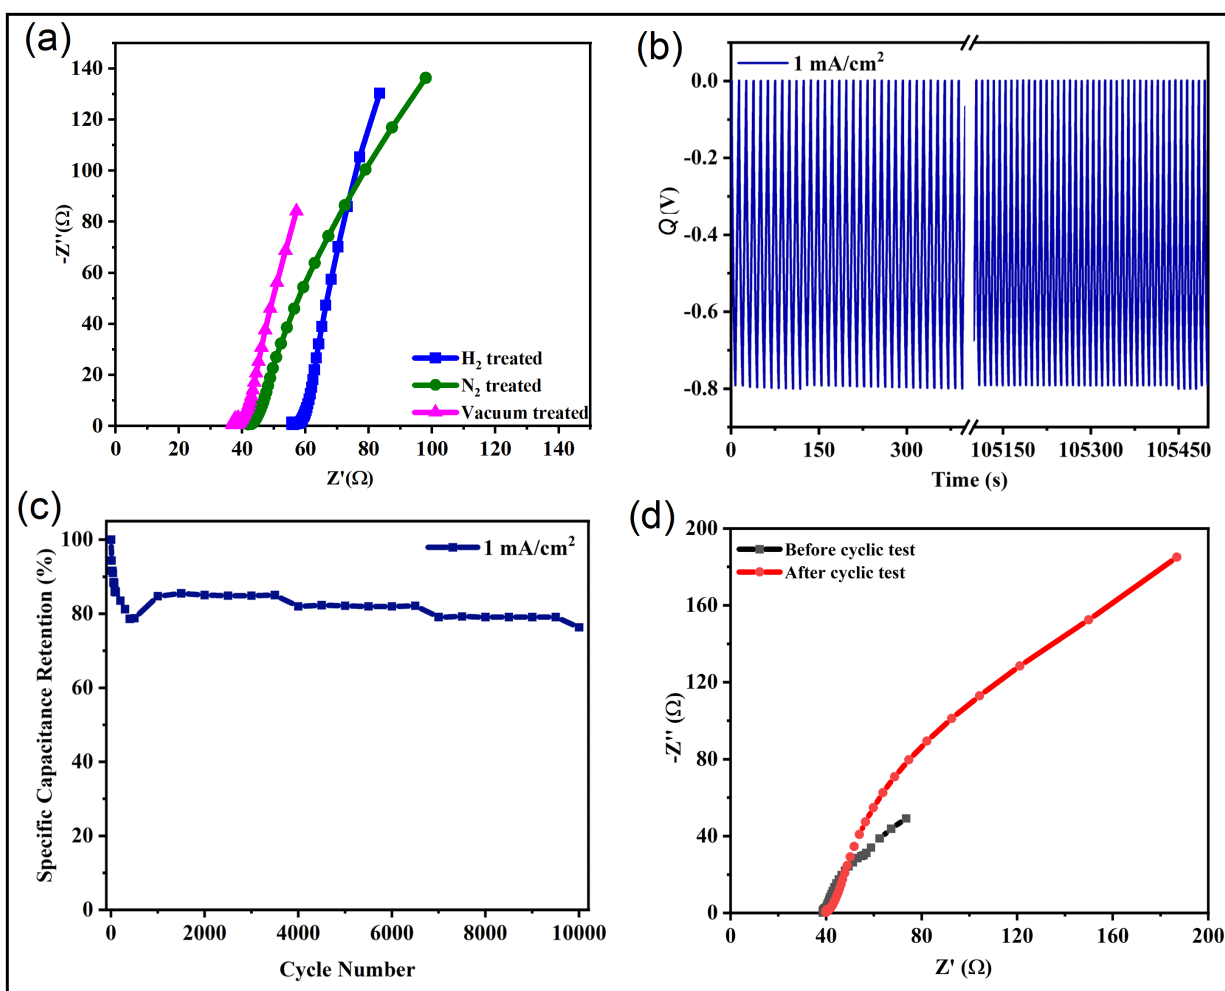 (a)
140
120
100
80
60
40
20
0
-Z''(Ω)
H2 treated
N2 treated
Vacuum treated
0 20 40 60 80 100 120 140
Z'(Ω)
(b)
1 mA/cm²
0.0
-0.2
-0.4
-0.6
-0.8
Q (V)
0 150 300 105150 105300 105450
Time (s)
(c)
1 mA/cm²
100
80
60
40
20
0
Specific Capacitance Retention (%)
0 2000 4000 6000 8000 10000
Cycle Number
(d)
Before cyclic test
After cyclic test
200
160
120
80
40
0
-Z'' (Ω)
0 40 80 120 160 200
Z' (Ω)